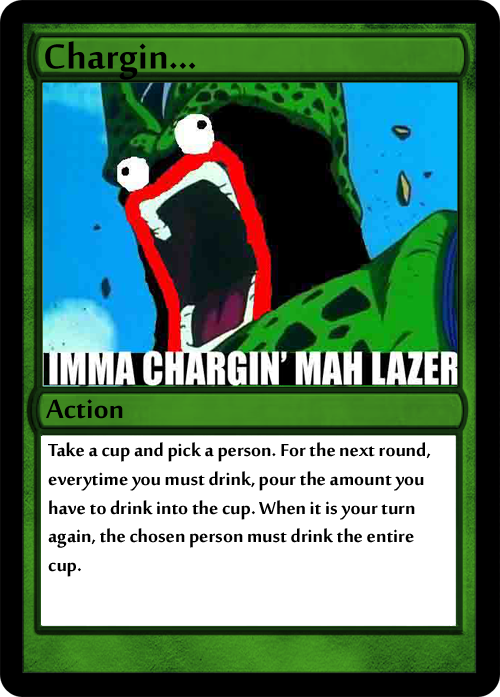 Chargin...
IMMA CHARGIN' MAH LAZER
Action
Take a cup and pick a person. For the next round,
everytime you must drink, pour the amount you
have to drink into the cup. When it is your turn
again, the chosen person must drink the entire
cup.